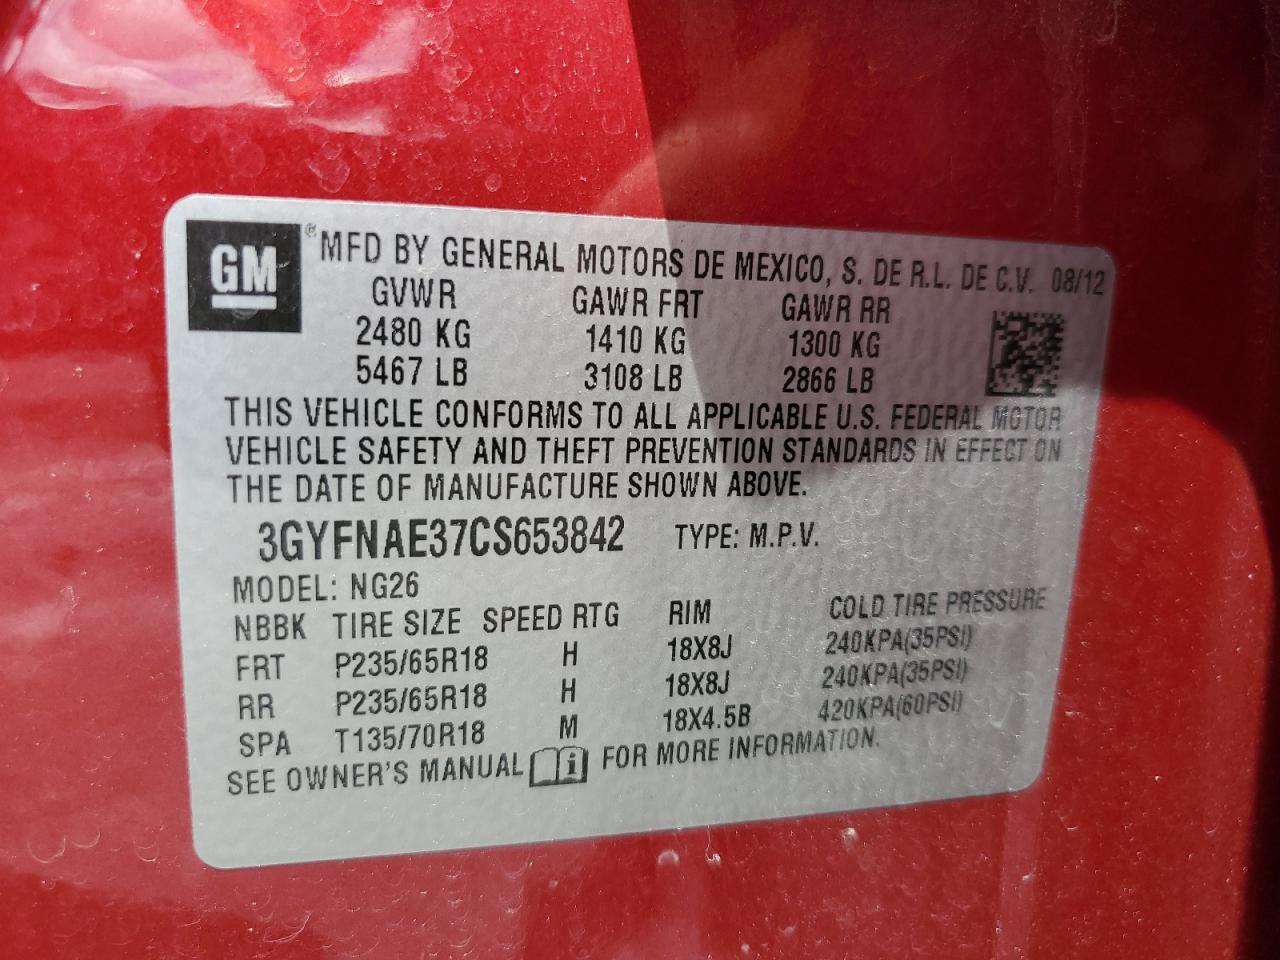 GM ® MFD BY GENERAL MOTORS DE MEXICO, S. DE R.L. DE C.V. 08/12
GVWR GAWR FRT GAWR RR
2480 KG 1410 KG 1300 KG
5467 LB 3108 LB 2866 LB
THIS VEHICLE CONFORMS TO ALL APPLICABLE U.S. FEDERAL MOTOR
VEHICLE SAFETY AND THEFT PREVENTION STANDARDS IN EFFECT ON
THE DATE OF MANUFACTURE SHOWN ABOVE.
3GYFNAE37CS653842 TYPE: M.P.V.
MODEL: NG26
NBBK TIRE SIZE SPEED RTG RIM COLD TIRE PRESSURE
FRT P235/65R18 H 18X8J 240KPA(35PSI)
RR P235/65R18 H 18X8J 240KPA(35PSI)
SPA T135/70R18 M 18X4.5B 420KPA(60PSI)
SEE OWNER'S MANUAL i FOR MORE INFORMATION.